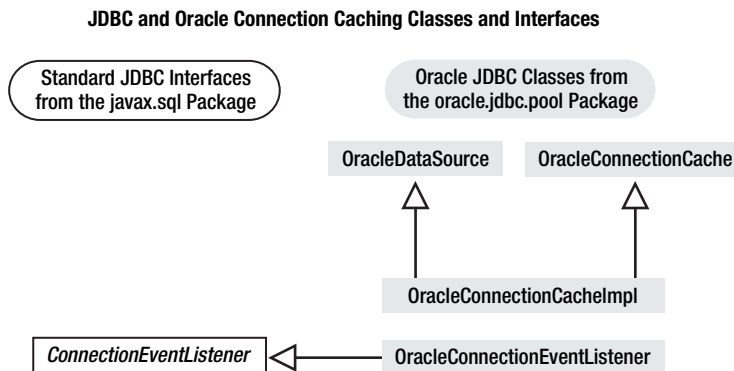 JDBC and Oracle Connection Caching Classes and Interfaces
Standard JDBC Interfaces
from the javax.sql Package
Oracle JDBC Classes from
the oracle.jdbc.pool Package
OracleDataSource
OracleConnectionCache
OracleConnectionCacheImpl
ConnectionEventListener
OracleConnectionEventListener